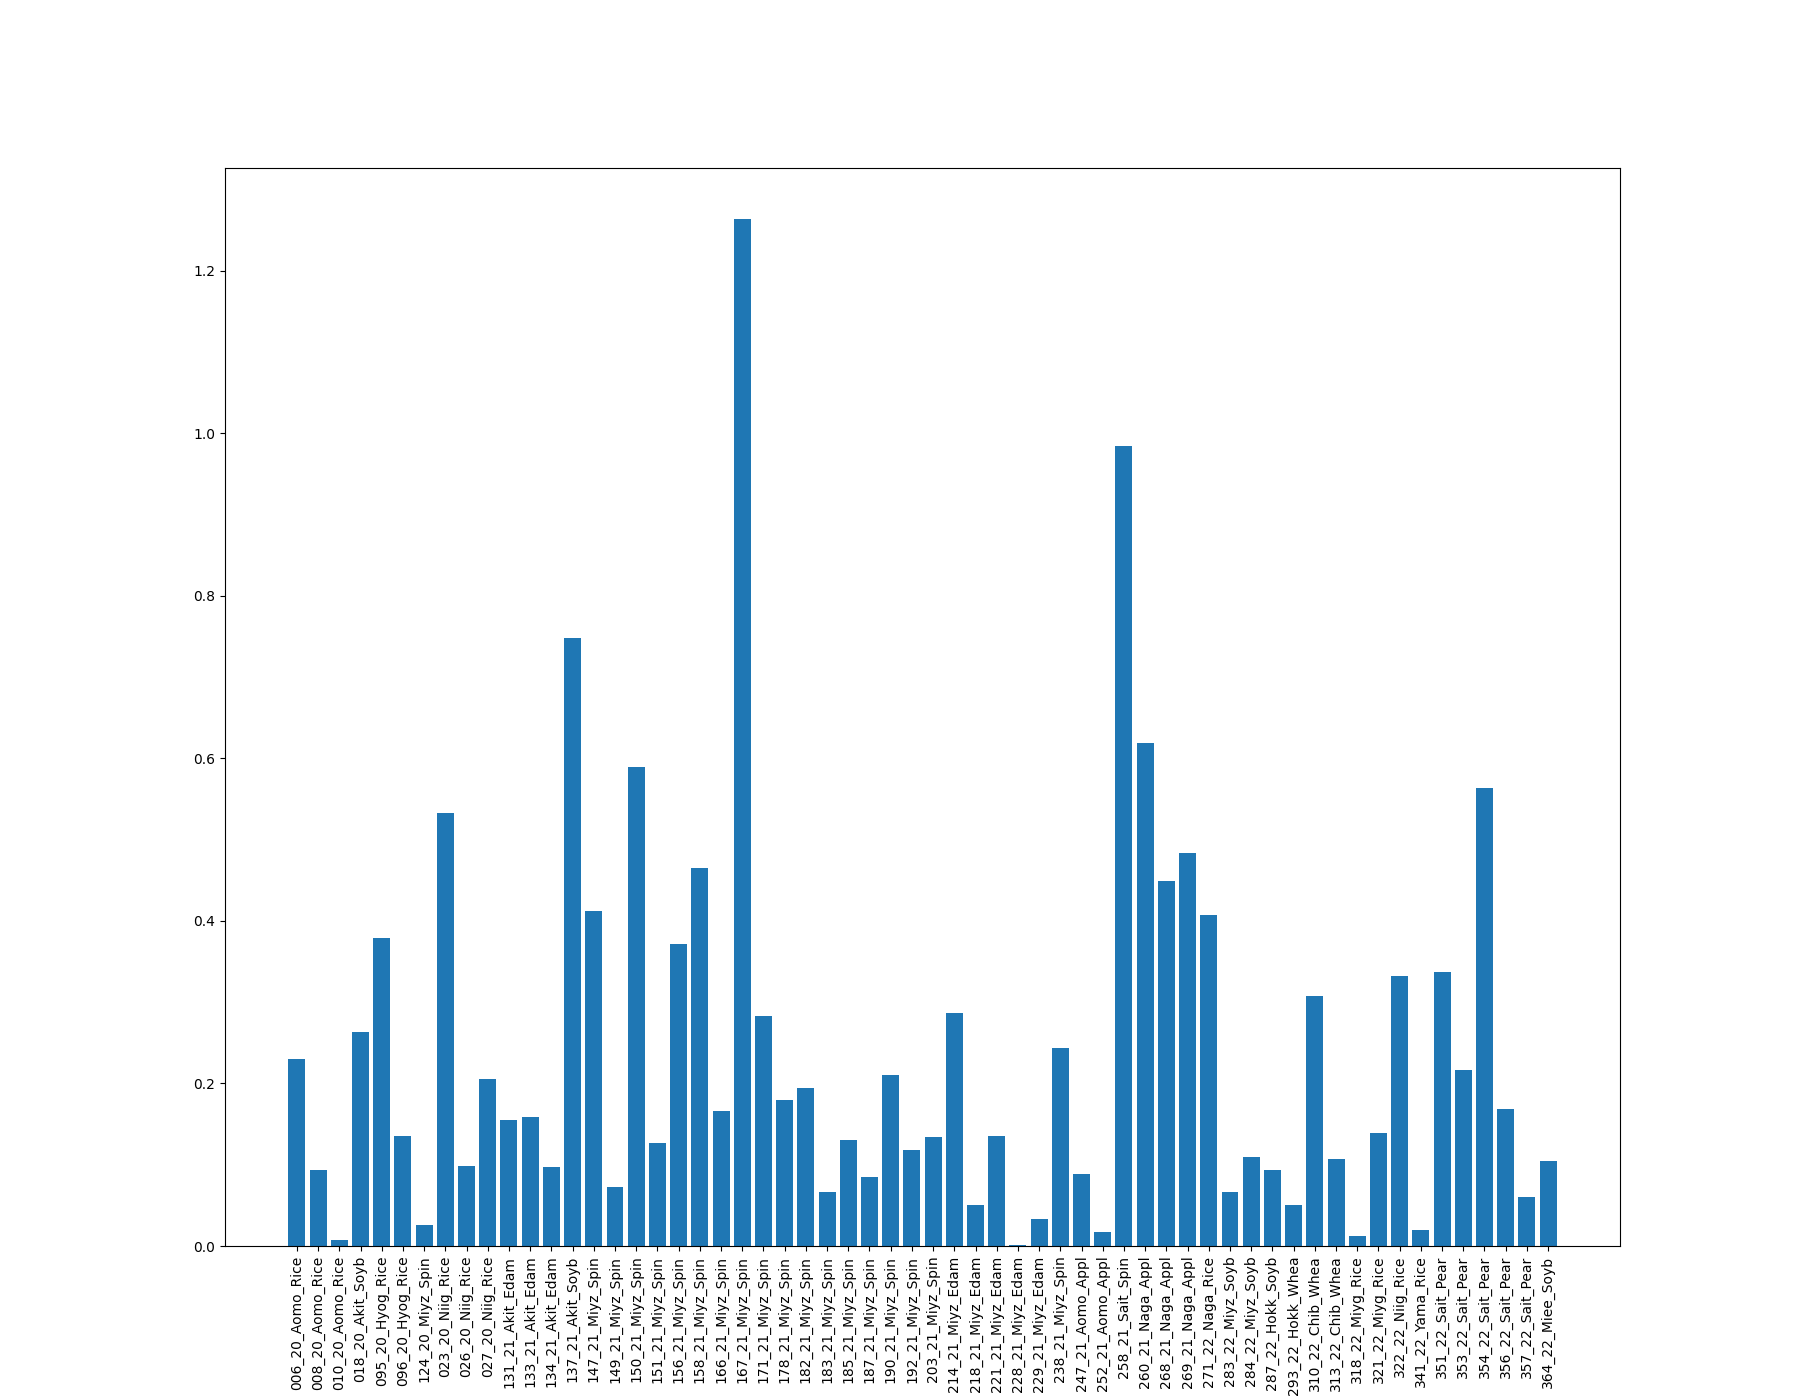 1.2
1.0
0.8
0.6
0.4
0.2
0.0
006_20_Aomo_Rice
008_20_Aomo_Rice
010_20_Aomo_Rice
018_20_Akit_Soyb
095_20_Hyog_Rice
096_20_Hyog_Rice
124_20_Miyz_Spin
023_20_Niig_Rice
026_20_Niig_Rice
027_20_Niig_Rice
131_21_Akit_Edam
133_21_Akit_Edam
134_21_Akit_Edam
137_21_Akit_Soyb
147_21_Miyz_Spin
149_21_Miyz_Spin
150_21_Miyz_Spin
151_21_Miyz_Spin
156_21_Miyz_Spin
158_21_Miyz_Spin
166_21_Miyz_Spin
167_21_Miyz_Spin
171_21_Miyz_Spin
178_21_Miyz_Spin
182_21_Miyz_Spin
183_21_Miyz_Spin
185_21_Miyz_Spin
187_21_Miyz_Spin
190_21_Miyz_Spin
192_21_Miyz_Spin
203_21_Miyz_Spin
214_21_Miyz_Edam
218_21_Miyz_Edam
221_21_Miyz_Edam
228_21_Miyz_Edam
229_21_Miyz_Edam
238_21_Miyz_Spin
247_21_Aomo_Appl
252_21_Aomo_Appl
258_21_Sait_Spin
260_21_Naga_Appl
268_21_Naga_Appl
269_21_Naga_Appl
271_22_Naga_Rice
283_22_Miyz_Soyb
284_22_Miyz_Soyb
287_22_Hokk_Soyb
293_22_Hokk_Whea
310_22_Chib_Whea
313_22_Chib_Whea
318_22_Miyg_Rice
321_22_Miyg_Rice
322_22_Niig_Rice
341_22_Yama_Rice
351_22_Sait_Pear
353_22_Sait_Pear
354_22_Sait_Pear
356_22_Sait_Pear
357_22_Sait_Pear
364_22_Miee_Soyb